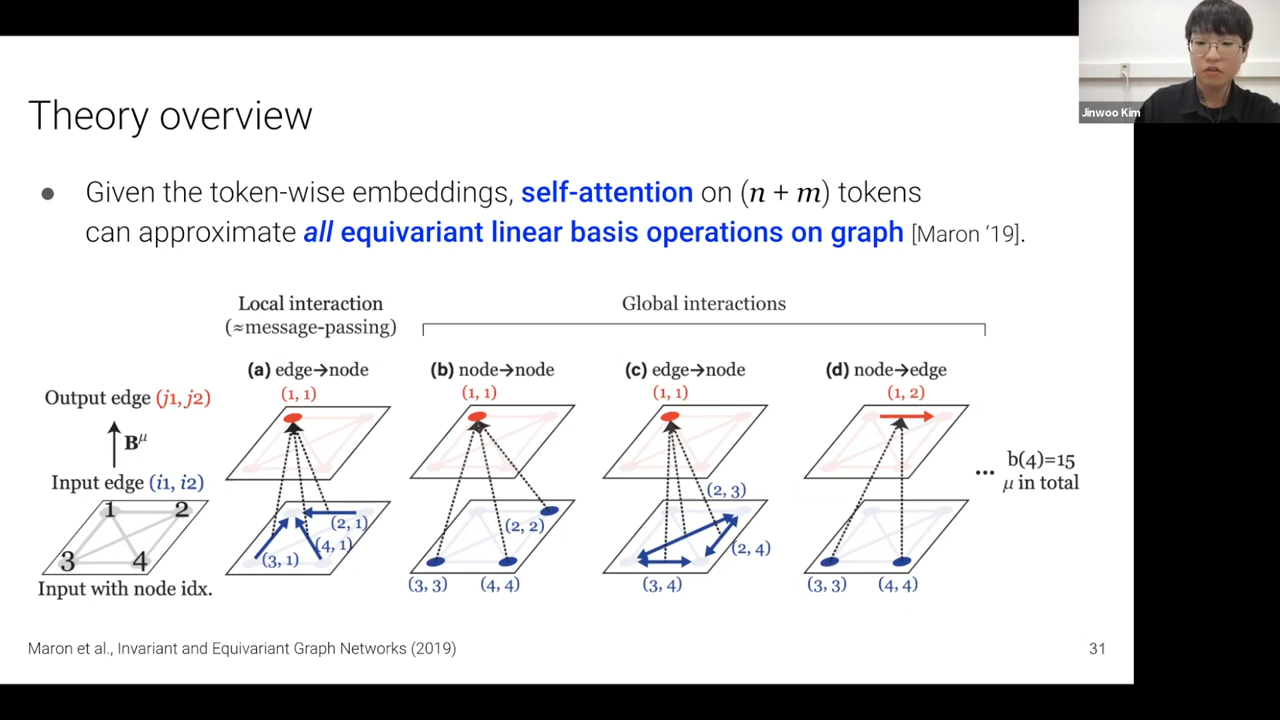 Jinwoo Kim
Theory overview
● Given the token-wise embeddings, self-attention on (n + m) tokens
can approximate all equivariant linear basis operations on graph [Maron ‘19].
Local interaction
(≈message-passing)
Global interactions
(a) edge→node
(b) node→node
(c) edge→node
(d) node→edge
(1, 1)
(1, 1)
(1, 1)
(1, 2)
Output edge (j1, j2)
B^μ
Input edge (i1, i2)
1 2
3 4
Input with node idx.
(2, 1)
(4, 1)
(3, 1)
(2, 2)
(3, 3)
(4, 4)
(2, 3)
(2, 4)
(3, 4)
(3, 3)
(4, 4)
... b(4)=15
μ in total
Maron et al., Invariant and Equivariant Graph Networks (2019)
31